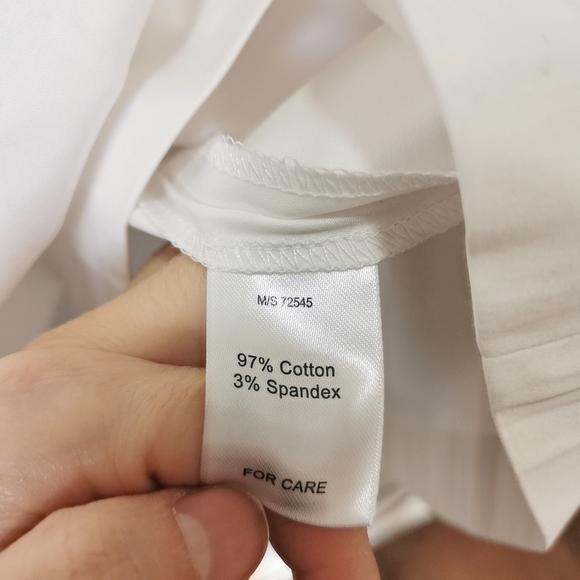 M/S 72545
97% Cotton
3% Spandex
FOR CARE